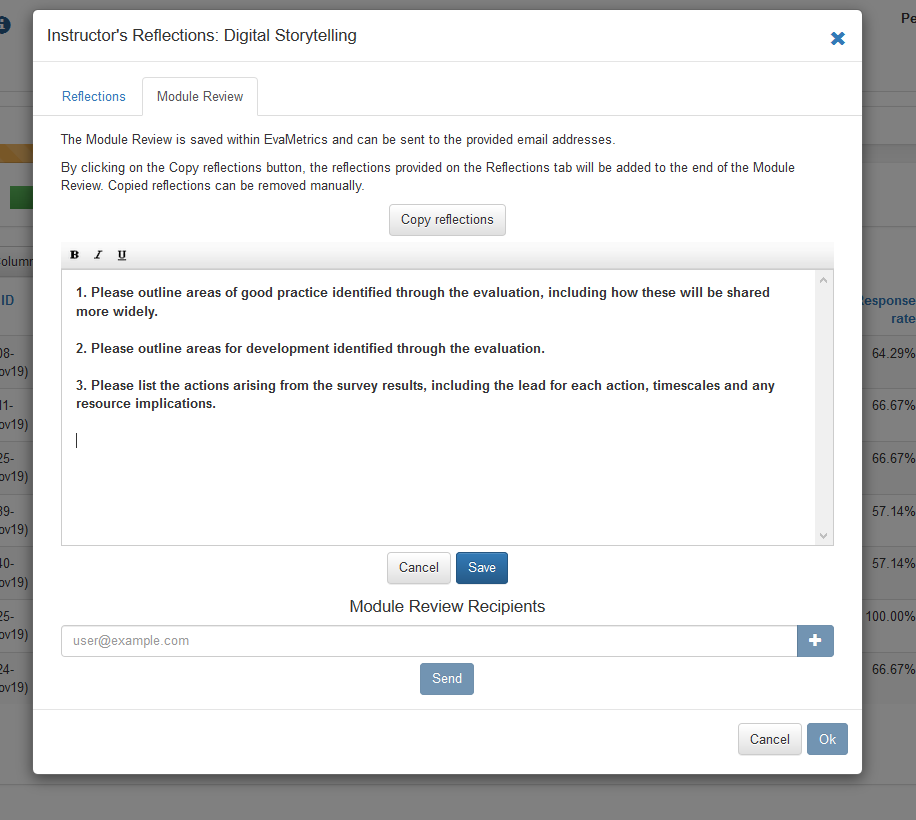 Pe
Instructor's Reflections: Digital Storytelling
Reflections
Module Review
The Module Review is saved within EvaMetrics and can be sent to the provided email addresses.
By clicking on the Copy reflections button, the reflections provided on the Reflections tab will be added to the end of the Module
Review. Copied reflections can be removed manually.
Copy reflections
B I U
1. Please outline areas of good practice identified through the evaluation, including how these will be shared
more widely.
2. Please outline areas for development identified through the evaluation.
3. Please list the actions arising from the survey results, including the lead for each action, timescales and any
resource implications.
Cancel
Save
Module Review Recipients
user@example.com
Send
Cancel
Ok
olumn
ID
esponse
rate
08-
ov19)
64.29%
11-
ov19)
66.67%
25-
ov19)
66.67%
39-
ov19)
57.14%
40-
ov19)
57.14%
25-
ov19)
100.00%
24-
ov19)
66.67%